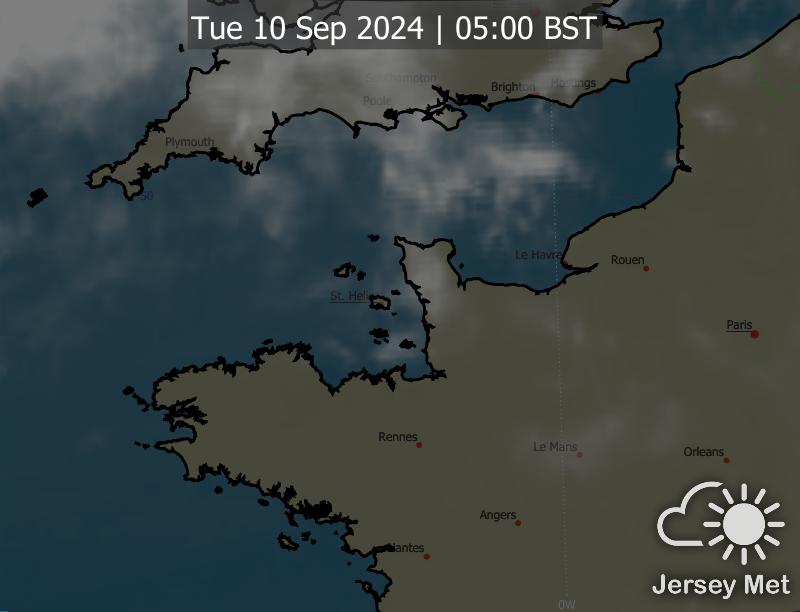 Tue 10 Sep 2024 | 05:00 BST
Southampton
Brighton
Hastings
Poole
Plymouth
50
Le Havre
Rouen
St. Heli
Paris
Rennes
Le Mans
Orleans
Angers
Nantes
Jersey Met
0W